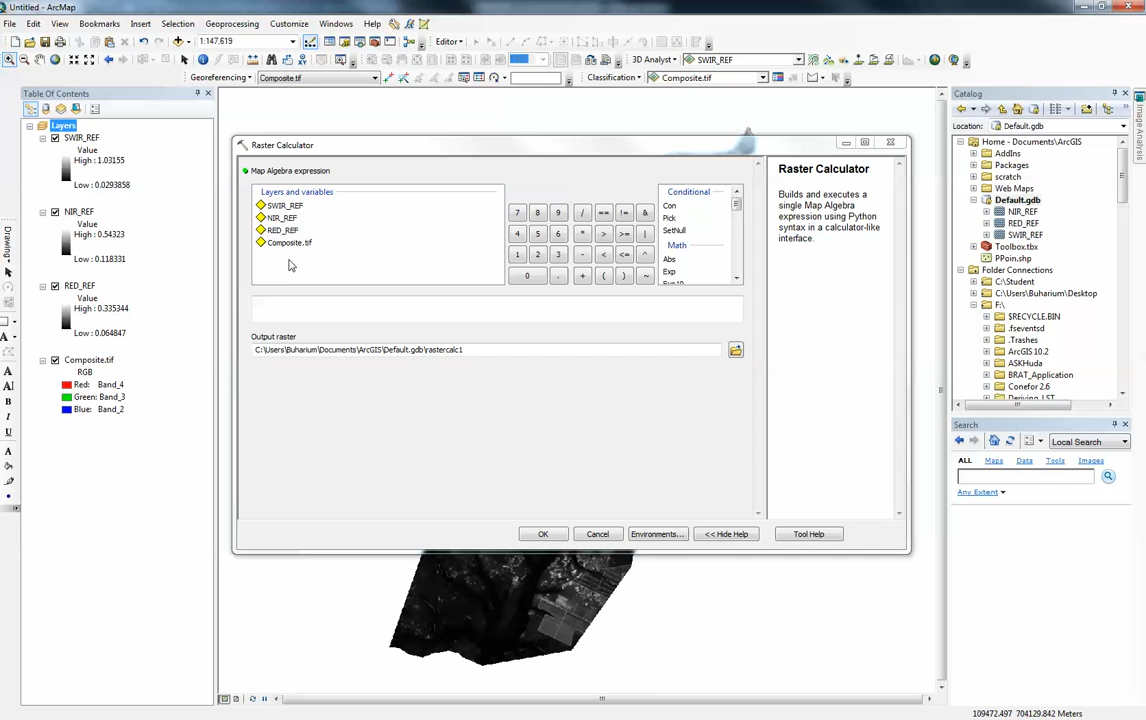 Untitled - ArcMap
File Edit View Bookmarks Insert Selection Geoprocessing Customize Windows Help
1:147.619
Editor
3D Analyst
SWIR_REF
Georeferencing
Composite.tif
Classification
Composite.tif
Table Of Contents
Layers
SWIR_REF
Value
High : 1.03155
Low : 0.0293858
NIR_REF
Value
High : 0.54323
Low : 0.118331
RED_REF
Value
High : 0.335344
Low : 0.064847
Composite.tif
RGB
Red: Band_4
Green: Band_3
Blue: Band_2
Drawing
A
A
B
I
U
A
Raster Calculator
Map Algebra expression
Layers and variables
SWIR_REF
NIR_REF
RED_REF
Composite.tif
7 8 9 / == != &
4 5 6 * > >= |
1 2 3 - < <= ^
0 . + ( ) ~
Conditional
Con
Pick
SetNull
Math
Abs
Exp
Exp10
Output raster
C:\Users\Buharium\Documents\ArcGIS\Default.gdb\rastercalc1
OK Cancel Environments... << Hide Help Tool Help
Raster Calculator
Builds and executes a
single Map Algebra
expression using Python
syntax in a calculator-like
interface.
Catalog
Location: Default.gdb
Home - Documents\ArcGIS
AddIns
Packages
scratch
Web Maps
Default.gdb
NIR_REF
RED_REF
SWIR_REF
Toolbox.tbx
PPoin.shp
Folder Connections
C:\Student
C:\Users\Buharium\Desktop
F:\
$RECYCLE.BIN
.fseventsd
.Trashes
ArcGIS 10.2
ASKHuda
BRAT_Application
Conefor 2.6
Deriving_LST
Image Analysis
Search
Local Search
ALL Maps Data Tools Images
Any Extent
109472.497 704129.842 Meters